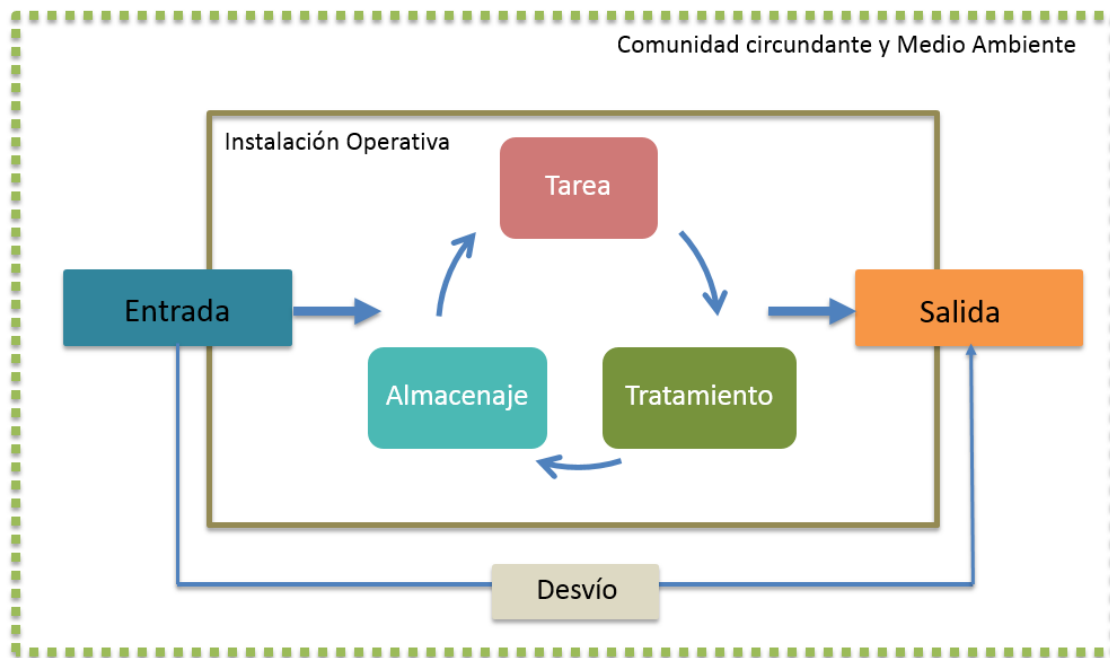 Comunidad circundante y Medio Ambiente
Instalación Operativa
Tarea
Entrada
Salida
Almacenaje
Tratamiento
Desvío